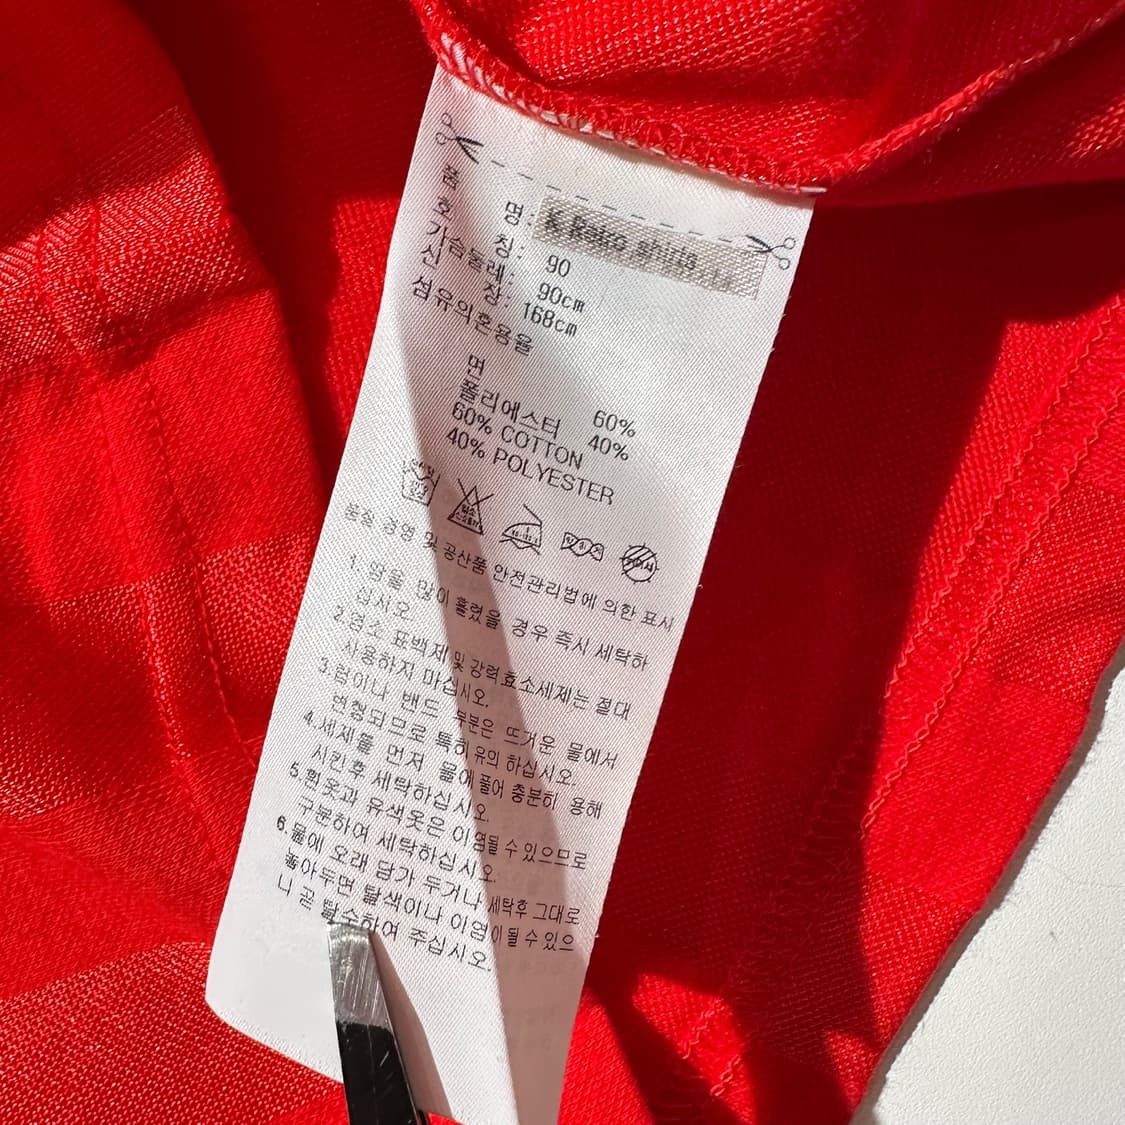 품 명: K Retro shirts
호 칭: 90
가슴둘레: 90cm
신 장: 168cm
섬유의혼용율
면 60%
폴리에스터 40%
60% COTTON
40% POLYESTER
품질 경영 및 공산품 안전관리법에 의한 표시
1. 땀을 많이 흘렸을 경우 즉시 세탁하
십시오.
2.염소 표백제 및 강력효소세제는 절대
사용하지 마십시오.
3.람이나 밴드 부분은 뜨거운 물에서
변형되므로 특히유의 하십시오.
4.세제를 먼저 물에풀어 충분히 용해
시킨후 세탁하십시오.
5.흰옷과 유색옷은 이염될 수 있으므로
구분하여 세탁하십시오.
6.물에 오래 담가 두거나 세탁후 그대로
놓아두면 탈색이나 이염이될 수 있으
니 곧 탈수하여 주십시오.